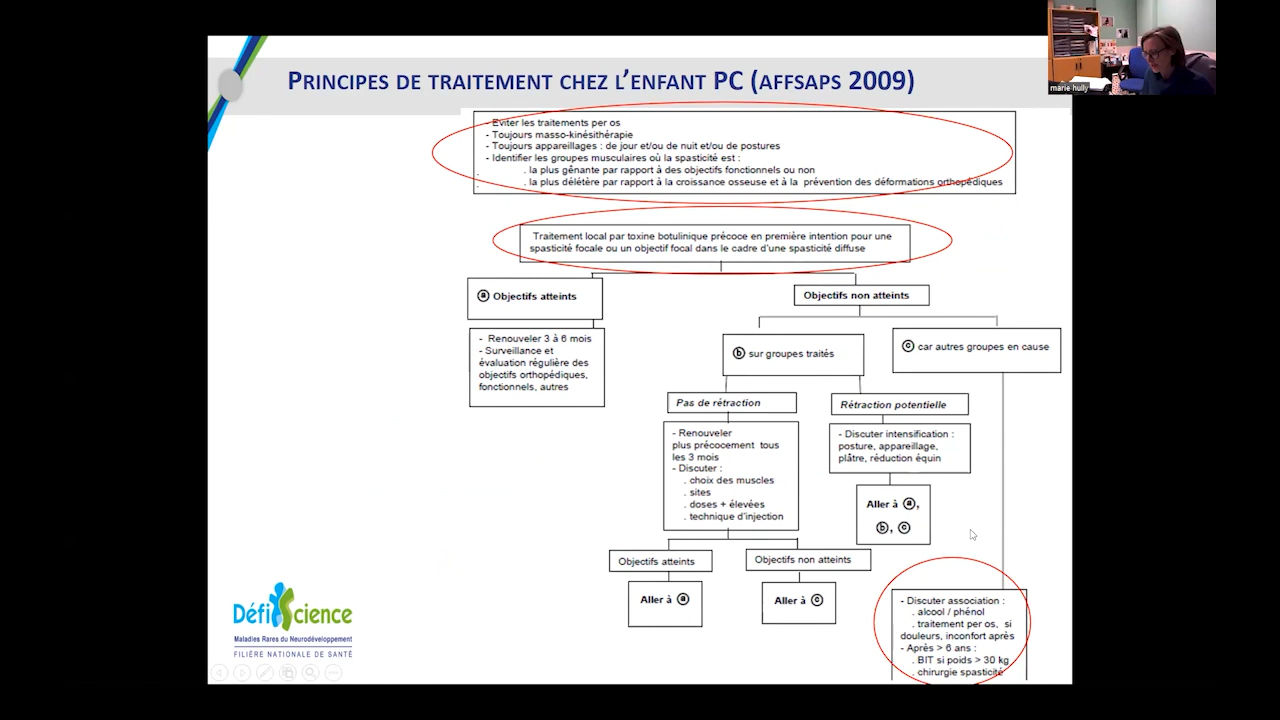 marie hully
PRINCIPES DE TRAITEMENT CHEZ L'ENFANT PC (AFFSAPS 2009)
- Eviter les traitements per os
- Toujours masso-kinésithérapie
- Toujours appareillages : de jour et/ou de nuit et/ou de postures
- Identifier les groupes musculaires où la spasticité est :
. la plus gênante par rapport à des objectifs fonctionnels ou non
. la plus délétère par rapport à la croissance osseuse et à la prévention des déformations orthopédiques
Traitement local par toxine botulinique précoce en première intention pour une
spasticité focale ou un objectif focal dans le cadre d'une spasticité diffuse
ⓐ Objectifs atteints
Objectifs non atteints
- Renouveler 3 à 6 mois
- Surveillance et
évaluation régulière des
objectifs orthopédiques,
fonctionnels, autres
ⓑ sur groupes traités
ⓒ car autres groupes en cause
Pas de rétraction
Rétraction potentielle
- Renouveler
plus précocement tous
les 3 mois
- Discuter :
. choix des muscles
. sites
. doses + élevées
. technique d'injection
- Discuter intensification :
posture, appareillage,
plâtre, réduction équin
Aller à ⓐ,
ⓑ, ⓒ
Objectifs atteints
Objectifs non atteints
Aller à ⓐ
Aller à ⓒ
- Discuter association :
. alcool / phénol
. traitement per os, si
douleurs, inconfort après
- Après > 6 ans :
. BIT si poids > 30 kg
. chirurgie spasticité
DéfiScience
Maladies Rares du Neurodéveloppement
FILIÈRE NATIONALE DE SANTÉ